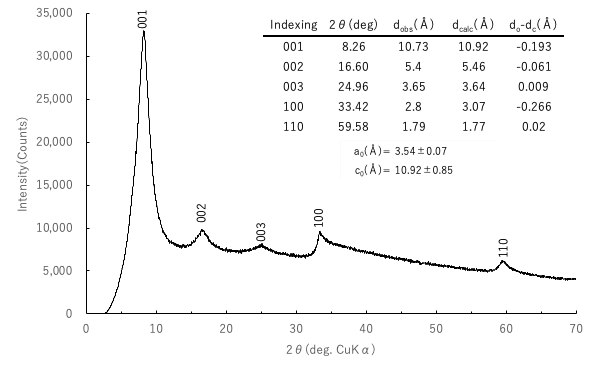 35,000
30,000
25,000
20,000
15,000
10,000
5,000
0
Intensity(Counts)
001
002
003
100
110
Indexing 2θ(deg) dobs(Å) dcalc(Å) do-dc(Å)
001 8.26 10.73 10.92 -0.193
002 16.60 5.4 5.46 -0.061
003 24.96 3.65 3.64 0.009
100 33.42 2.8 3.07 -0.266
110 59.58 1.79 1.77 0.02
a0(Å)= 3.54±0.07
c0(Å)= 10.92±0.85
0 10 20 30 40 50 60 70
2θ(deg. CuKα)